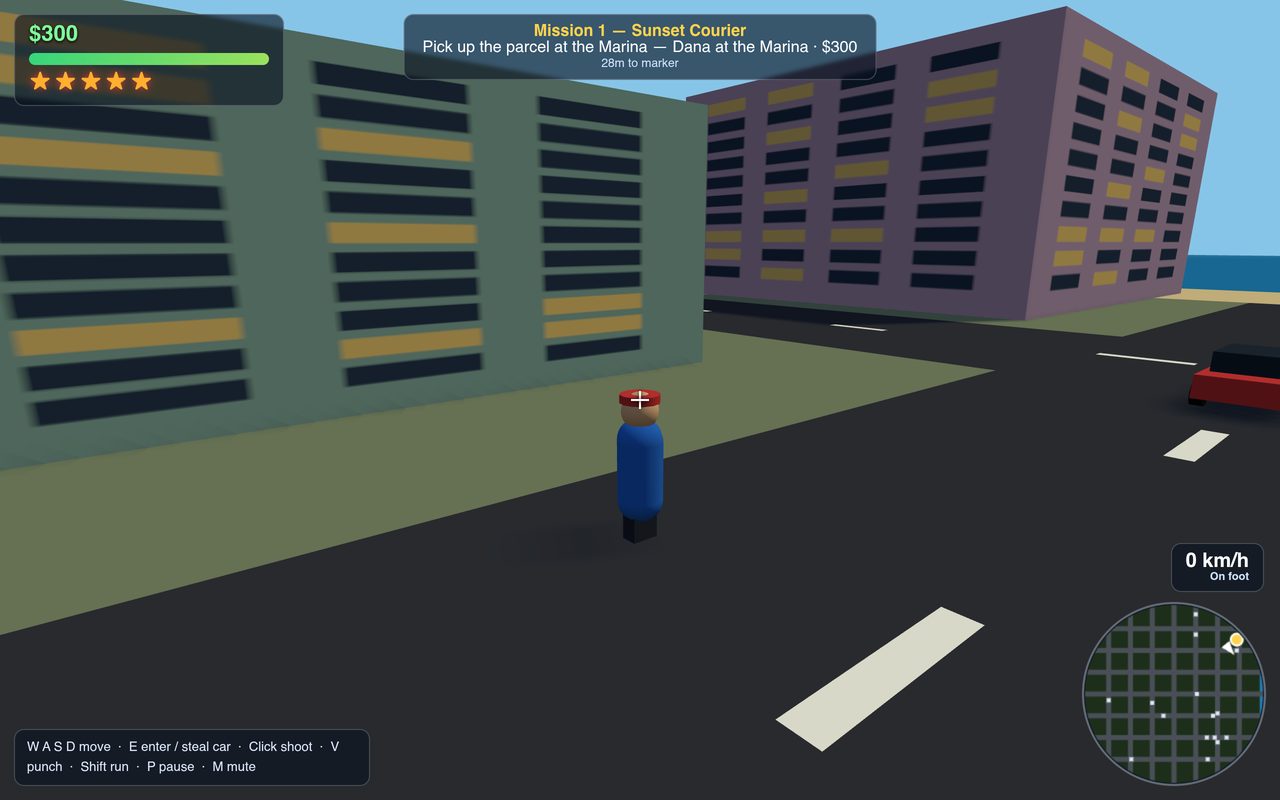 $300
Mission 1 — Sunset Courier
Pick up the parcel at the Marina — Dana at the Marina · $300
28m to marker
0 km/h
On foot
W A S D move · E enter / steal car · Click shoot · V
punch · Shift run · P pause · M mute